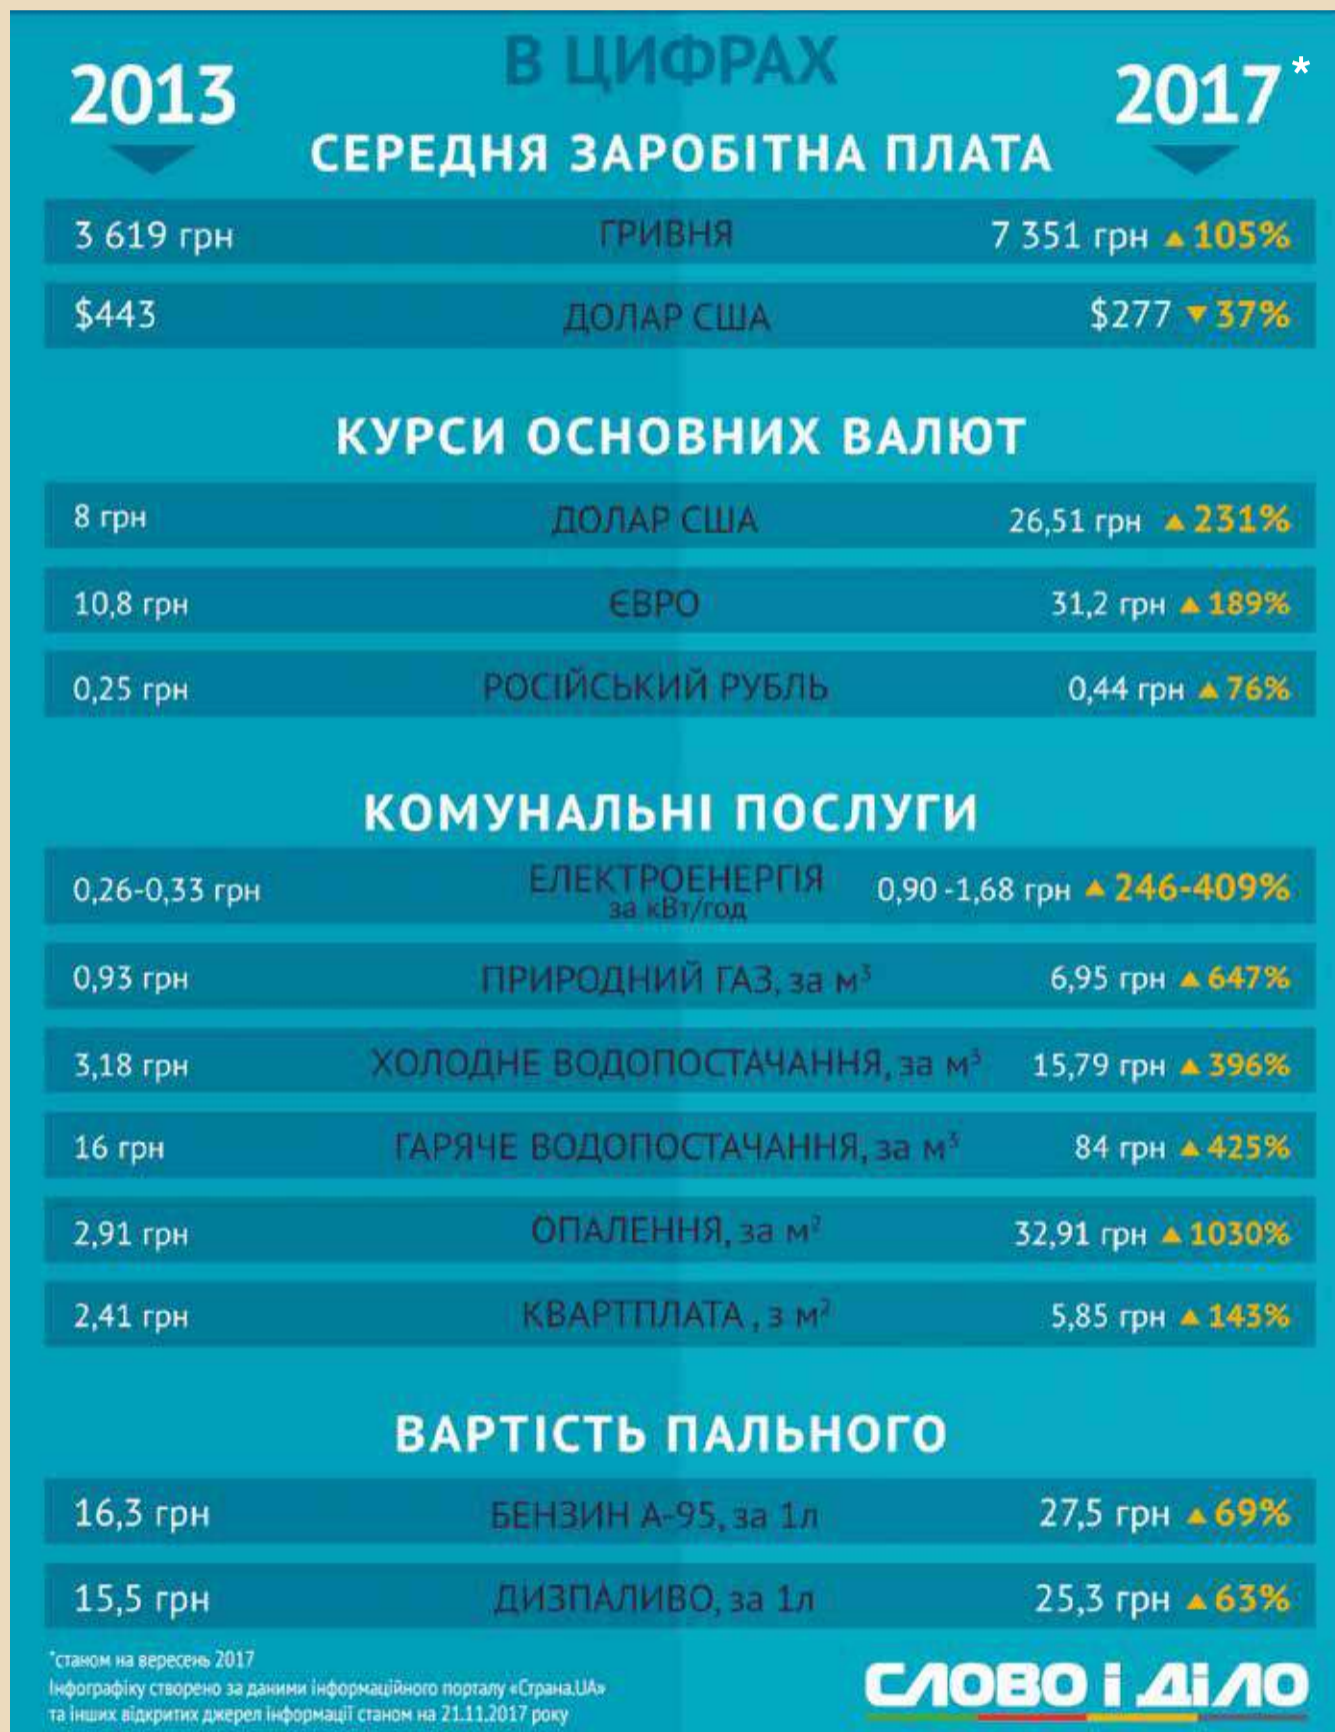 В ЦИФРАХ
2013
2017*
СЕРЕДНЯ ЗАРОБІТНА ПЛАТА
3 619 грн ГРИВНЯ 7 351 грн ▲ 105%
$443 ДОЛАР США $277 ▼ 37%
КУРСИ ОСНОВНИХ ВАЛЮТ
8 грн ДОЛАР США 26,51 грн ▲ 231%
10,8 грн ЄВРО 31,2 грн ▲ 189%
0,25 грн РОСІЙСЬКИЙ РУБЛЬ 0,44 грн ▲ 76%
КОМУНАЛЬНІ ПОСЛУГИ
0,26-0,33 грн ЕЛЕКТРОЕНЕРГІЯ 0,90 -1,68 грн ▲ 246-409%
за кВт/год
0,93 грн ПРИРОДНИЙ ГАЗ, за м³ 6,95 грн ▲ 647%
3,18 грн ХОЛОДНЕ ВОДОПОСТАЧАННЯ, за м³ 15,79 грн ▲ 396%
16 грн ГАРЯЧЕ ВОДОПОСТАЧАННЯ, за м³ 84 грн ▲ 425%
2,91 грн ОПАЛЕННЯ, за м² 32,91 грн ▲ 1030%
2,41 грн КВАРТПЛАТА , з м² 5,85 грн ▲ 143%
ВАРТІСТЬ ПАЛЬНОГО
16,3 грн БЕНЗИН А-95, за 1л 27,5 грн ▲ 69%
15,5 грн ДИЗПАЛИВО, за 1л 25,3 грн ▲ 63%
*станом на вересень 2017
Інфографіку створено за даними інформаційного порталу «Страна.UA»
та інших відкритих джерел інформації станом на 21.11.2017 року
СЛОВО і ДіЛО